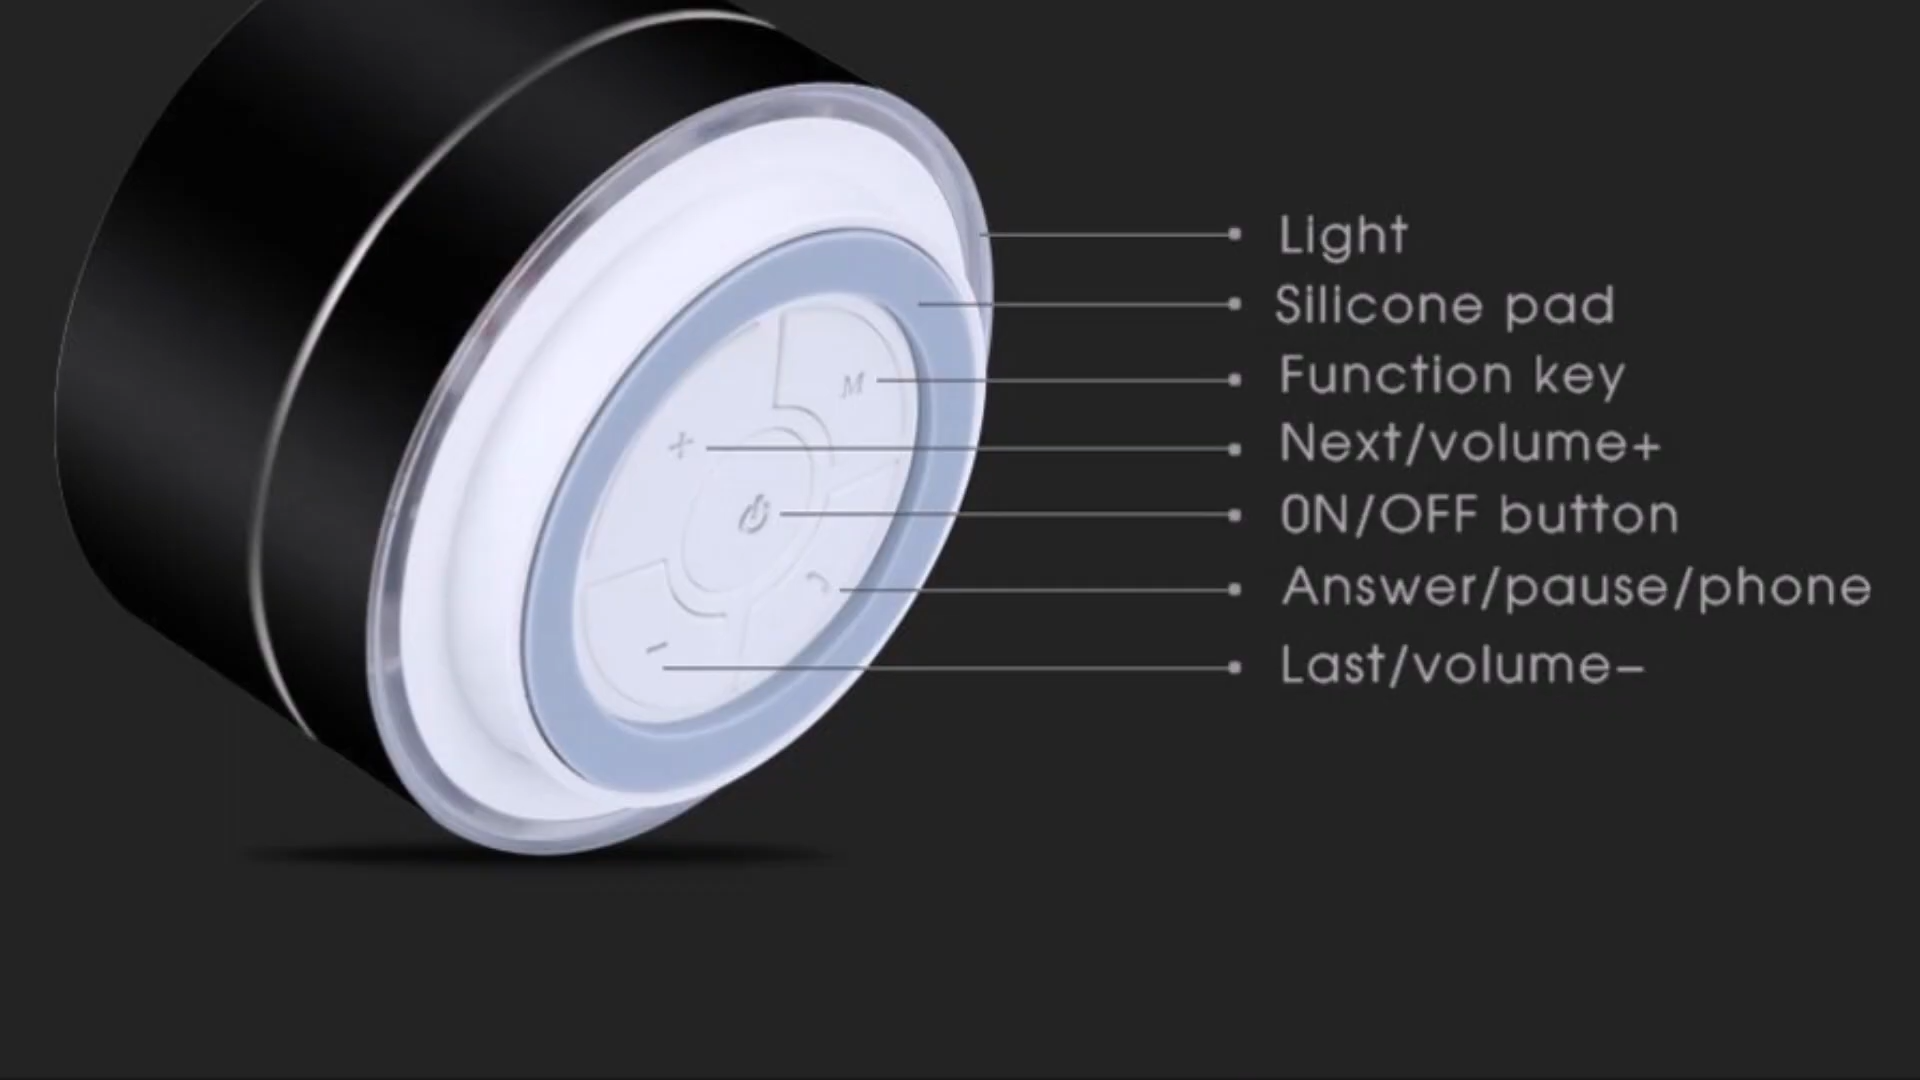 Light
Silicone pad
Function key
M
Next/volume+
+
0N/OFF button
Answer/pause/phone
Last/volume−
−